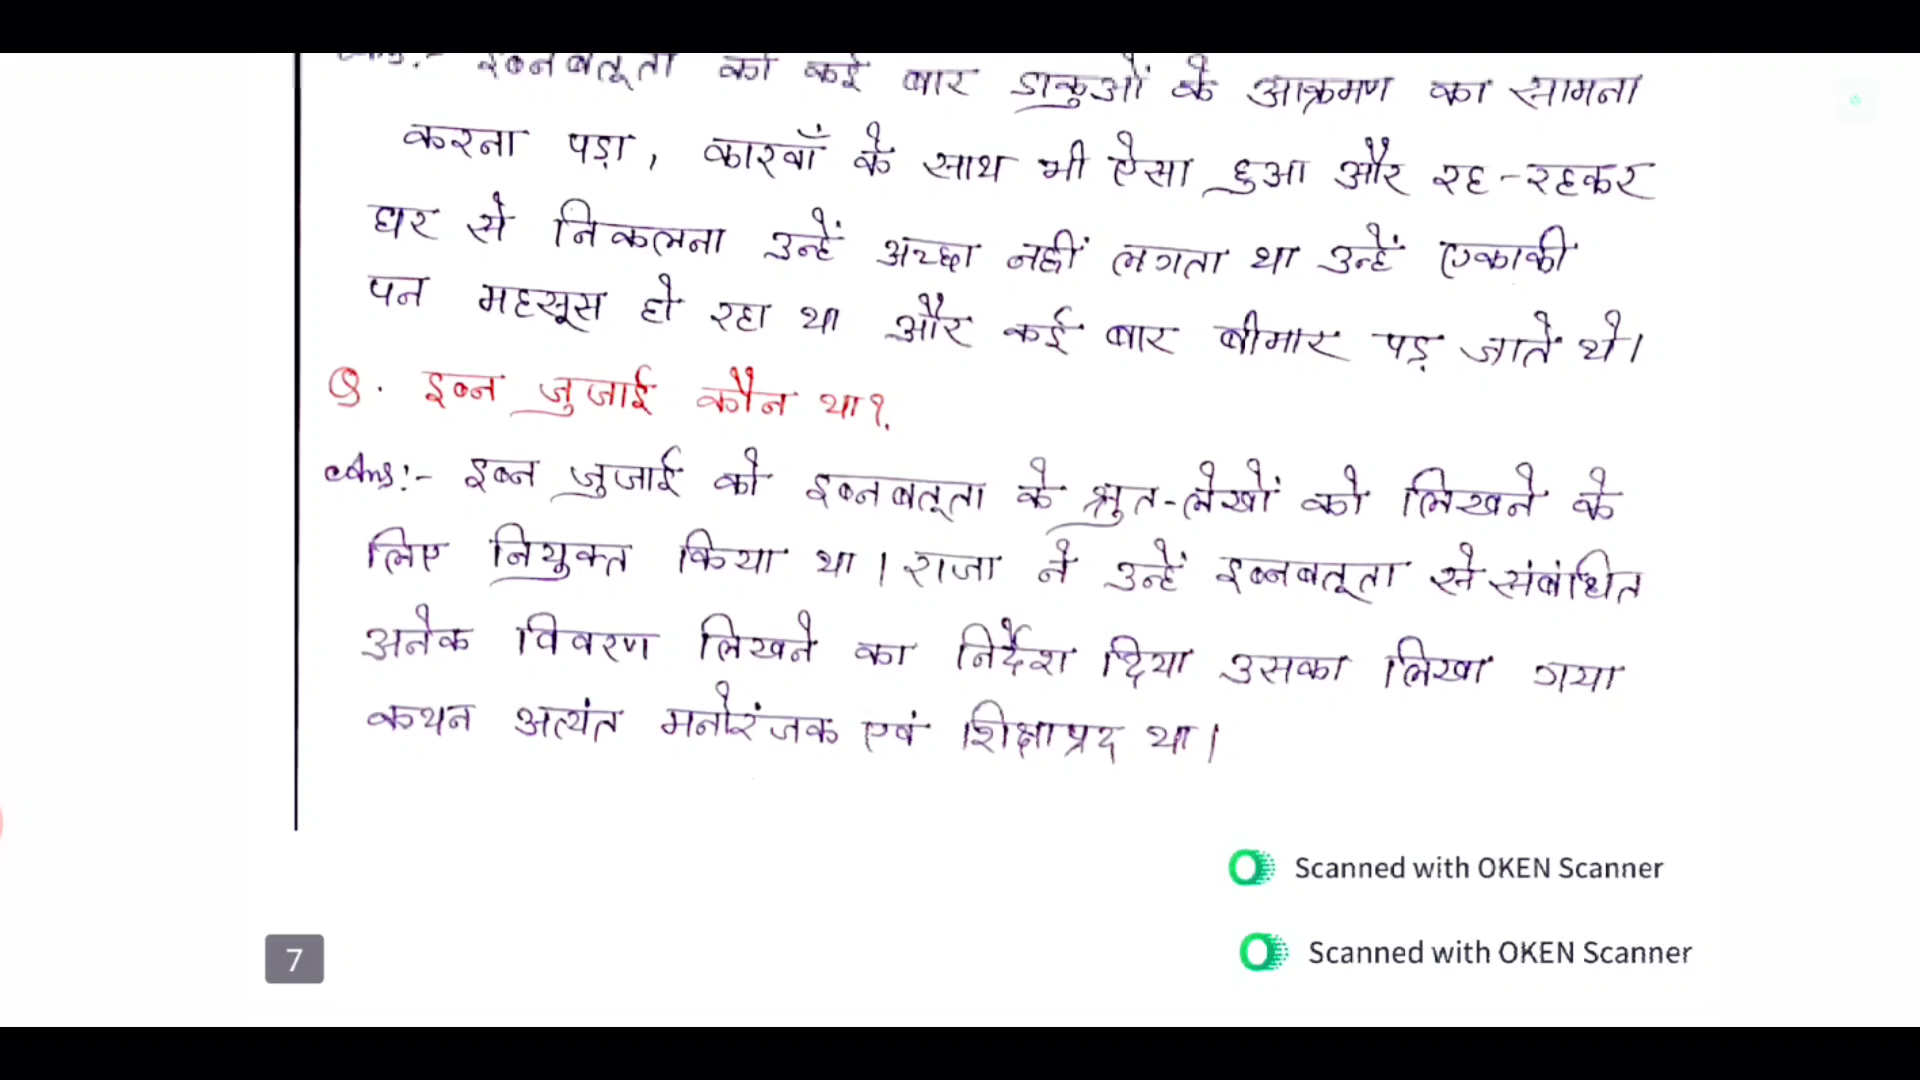 Ans:- इब्नबतूता को कई बार डाकुओं के आक्रमण का सामना
करना पड़ा, कारवाँ के साथ भी ऐसा हुआ और रह-रहकर
घर से निकलना उन्हें अच्छा नहीं लगता था उन्हें एकाकी
पन महसूस हो रहा था और कई बार बीमार पड़ जाते थे।
Q. इब्न जुजाई कौन था?
Ans:- इब्न जुजाई को इब्नबतूता के श्रुत-लेखों को लिखने के
लिए नियुक्त किया था। राजा ने उन्हें इब्नबतूता से संबंधित
अनेक विवरण लिखने का निर्देश दिया उसका लिखा गया
कथन अत्यंत मनोरंजक एवं शिक्षाप्रद था।
Scanned with OKEN Scanner
7
Scanned with OKEN Scanner